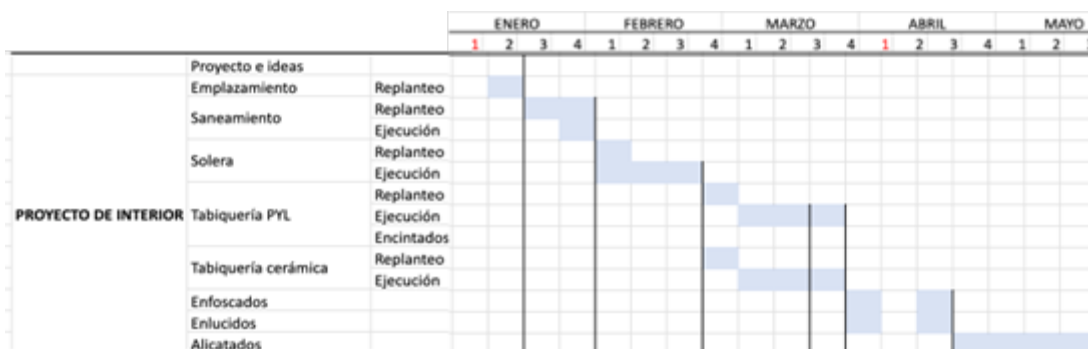 ENERO FEBRERO MARZO ABRIL MAYO
1 2 3 4 1 2 3 4 1 2 3 4 1 2 3 4 1 2
Proyecto e ideas
Emplazamiento Replanteo
Saneamiento Replanteo
Ejecución
Solera Replanteo
Ejecución
Replanteo
PROYECTO DE INTERIOR Tabiquería PYL Ejecución
Encintados
Tabiquería cerámica Replanteo
Ejecución
Enfoscados
Enlucidos
Alicatados